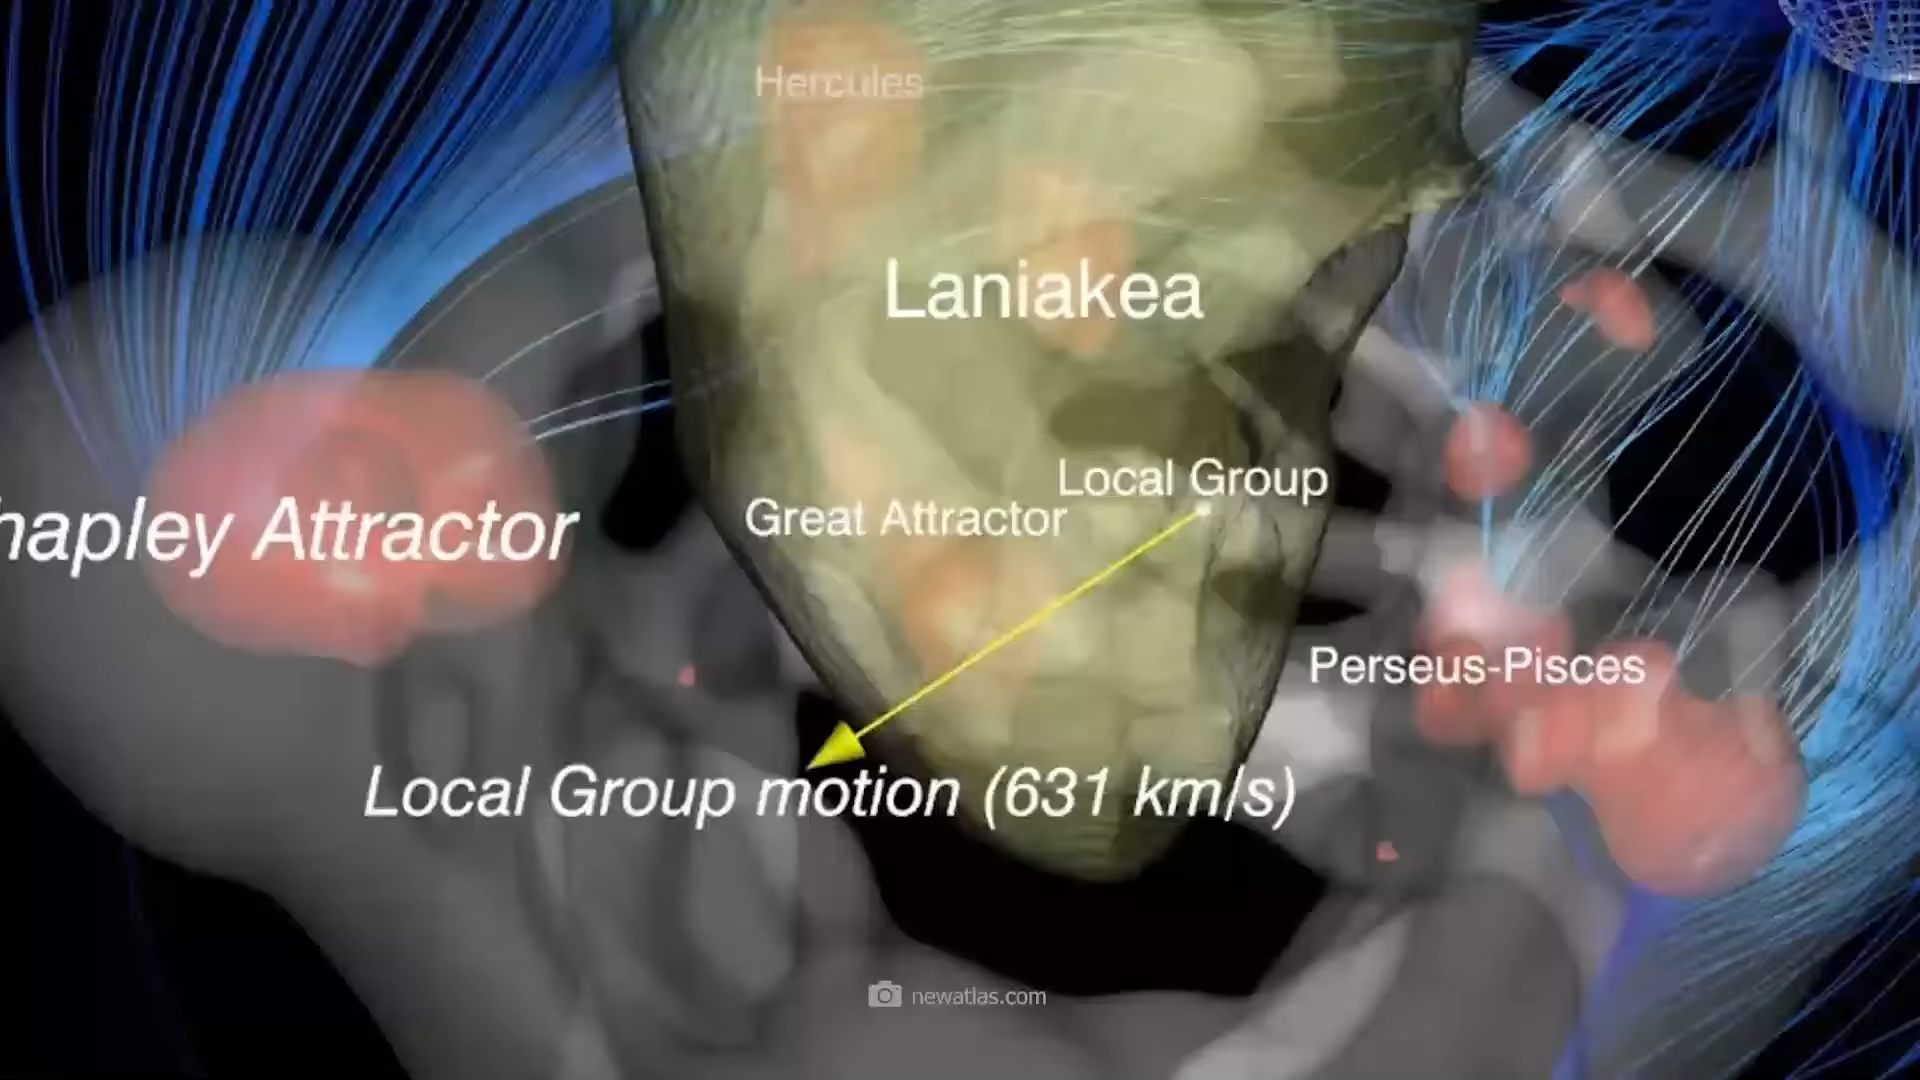 Hercules
Laniakea
Local Group
Great Attractor
hapley Attractor
Perseus-Pisces
Local Group motion (631 km/s)
newatlas.com